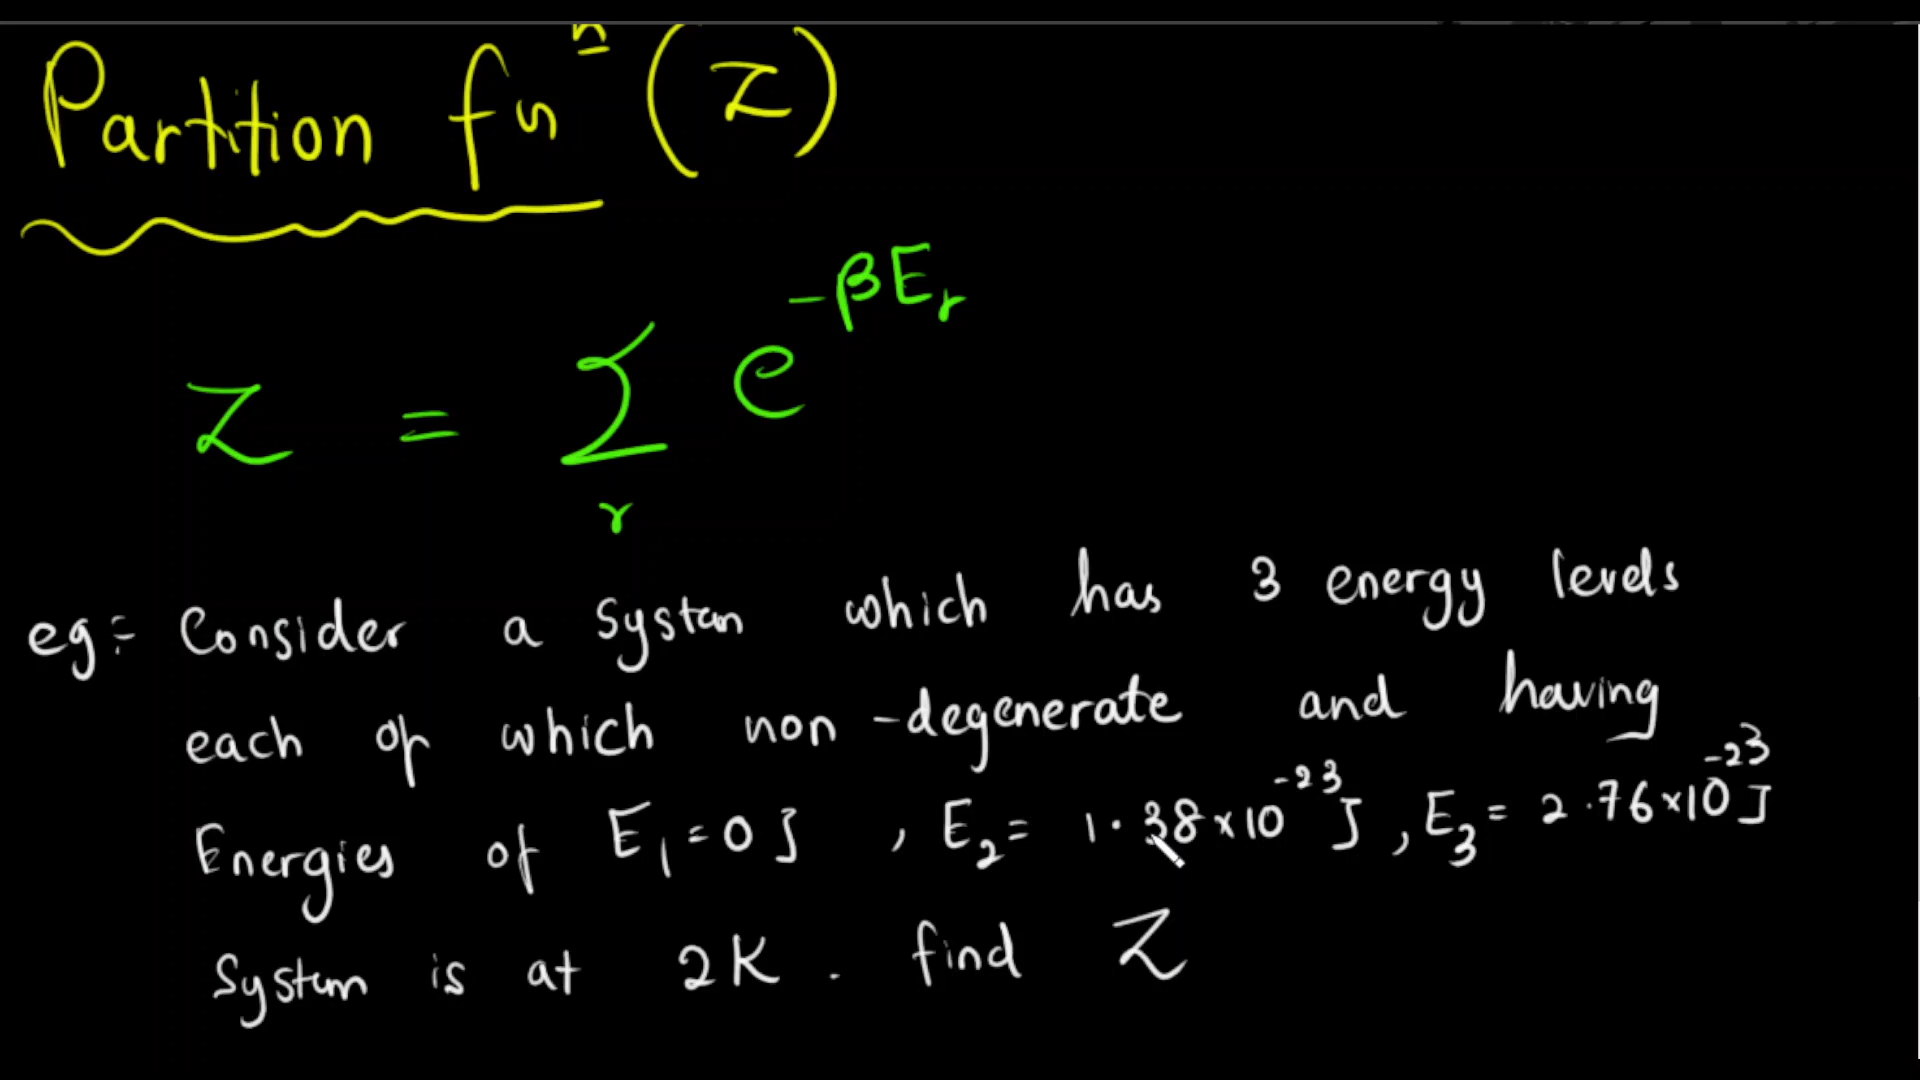 Partition fnⁿ (Z)
Z = Σ_r e^{-βE_r}
eg:- Consider a System which has 3 energy levels
each of which non-degenerate and having
Energies of E₁=0 J , E₂= 1.38×10⁻²³ J , E₃= 2.76×10⁻²³ J
System is at 2K. find Z